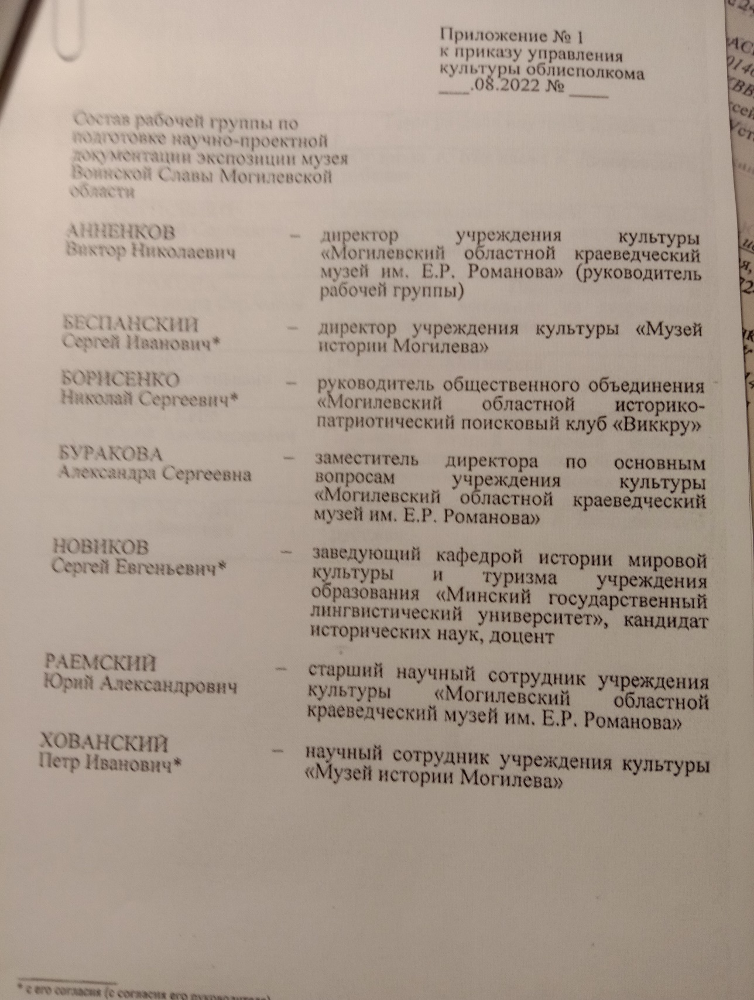 Приложение № 1
к приказу управления
культуры облисполкома
___.08.2022 № ____
Состав рабочей группы по
подготовке научно-проектной
документации экспозиции музея
Воинской Славы Могилевской
области
АННЕНКОВ – директор учреждения культуры
Виктор Николаевич «Могилевский областной краеведческий
музей им. Е.Р. Романова» (руководитель
рабочей группы)
БЕСПАНСКИЙ – директор учреждения культуры «Музей
Сергей Иванович* истории Могилева»
БОРИСЕНКО – руководитель общественного объединения
Николай Сергеевич* «Могилевский областной историко-
патриотический поисковый клуб «Виккру»
БУРАКОВА – заместитель директора по основным
Александра Сергеевна вопросам учреждения культуры
«Могилевский областной краеведческий
музей им. Е.Р. Романова»
НОВИКОВ – заведующий кафедрой истории мировой
Сергей Евгеньевич* культуры и туризма учреждения
образования «Минский государственный
лингвистический университет», кандидат
исторических наук, доцент
РАЕМСКИЙ – старший научный сотрудник учреждения
Юрий Александрович культуры «Могилевский областной
краеведческий музей им. Е.Р. Романова»
ХОВАНСКИЙ – научный сотрудник учреждения культуры
Петр Иванович* «Музей истории Могилева»
* с его согласия (с согласия его руководителя)